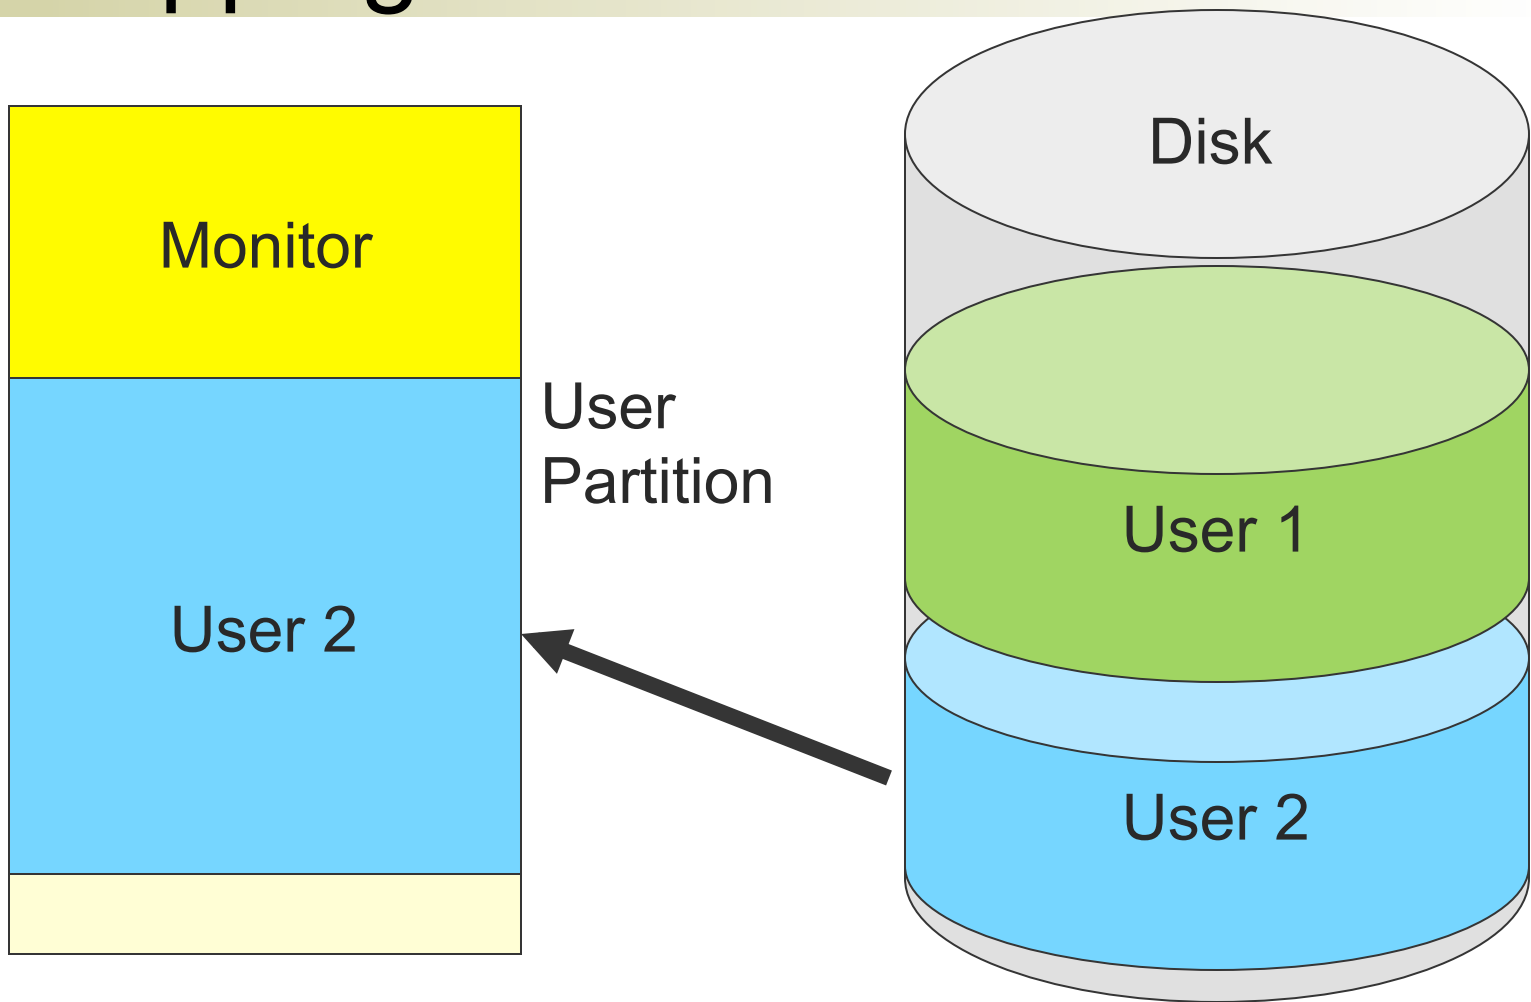 Disk
Monitor
User
Partition
User 1
User 2
User 2